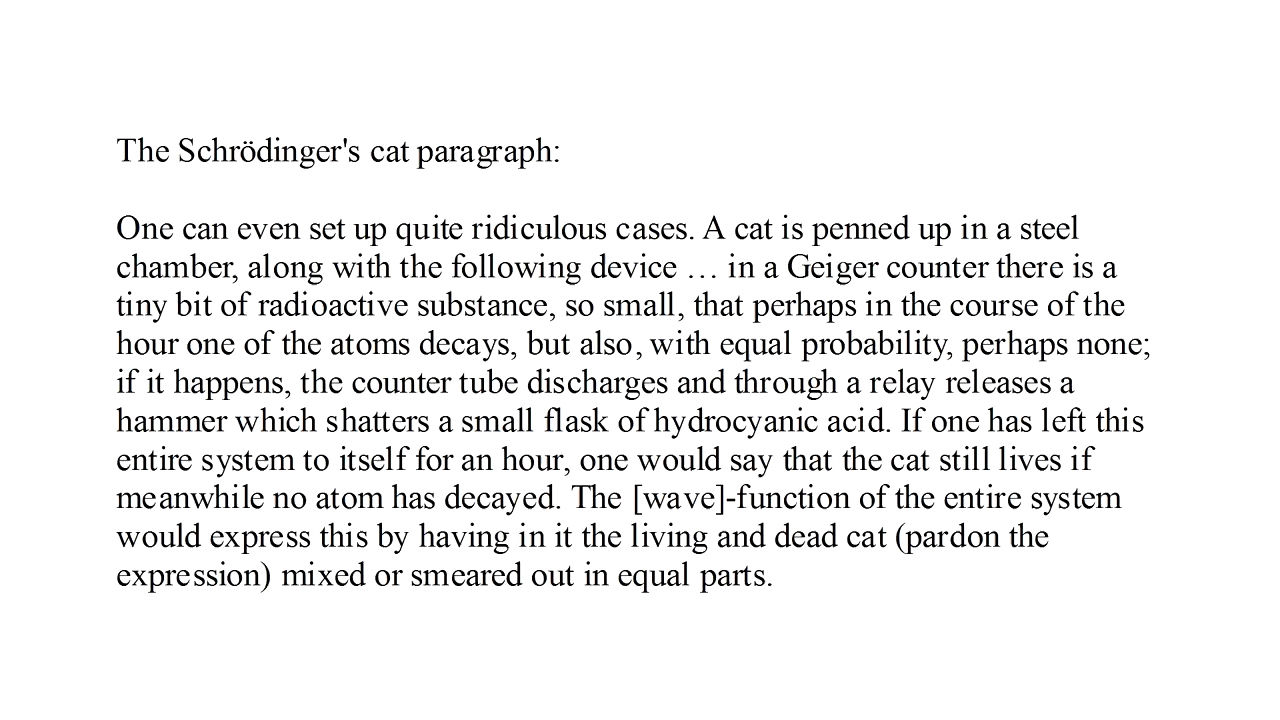 The Schrödinger's cat paragraph:
One can even set up quite ridiculous cases. A cat is penned up in a steel
chamber, along with the following device … in a Geiger counter there is a
tiny bit of radioactive substance, so small, that perhaps in the course of the
hour one of the atoms decays, but also, with equal probability, perhaps none;
if it happens, the counter tube discharges and through a relay releases a
hammer which shatters a small flask of hydrocyanic acid. If one has left this
entire system to itself for an hour, one would say that the cat still lives if
meanwhile no atom has decayed. The [wave]-function of the entire system
would express this by having in it the living and dead cat (pardon the
expression) mixed or smeared out in equal parts.